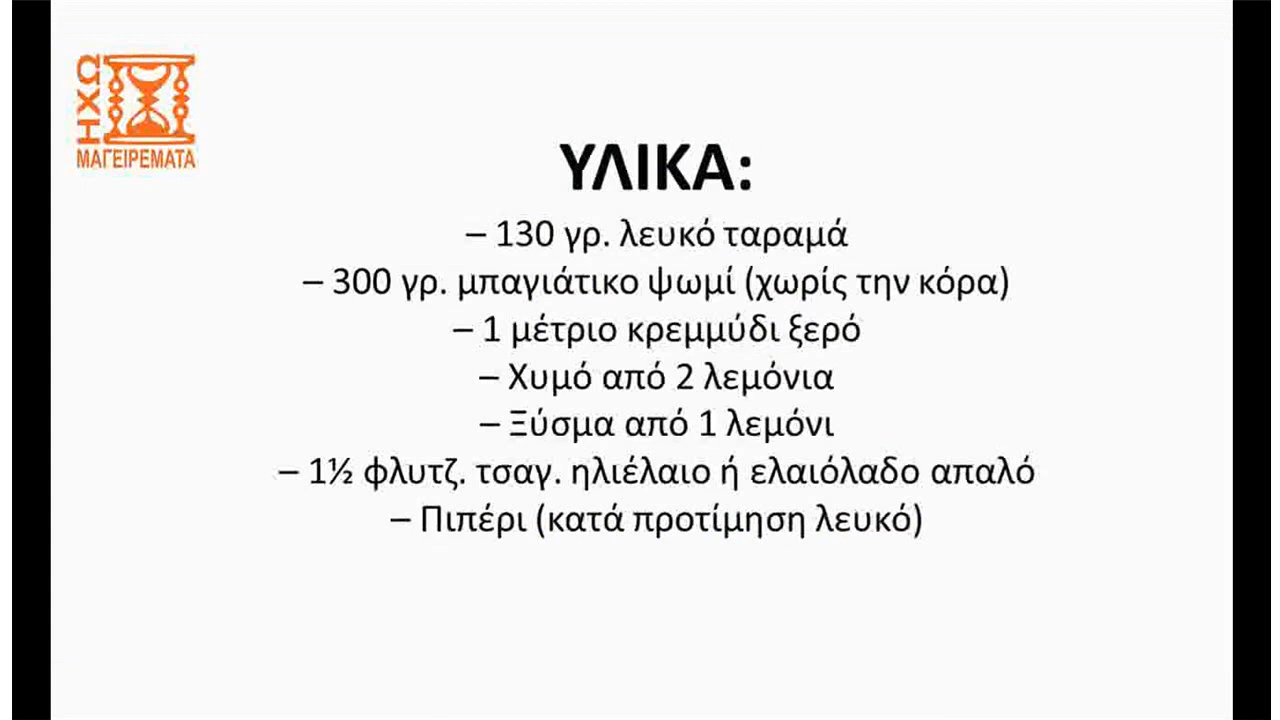 ΗΧΩ
ΜΑΓΕΙΡΕΜΑΤΑ
ΥΛΙΚΑ:
– 130 γρ. λευκό ταραμά
– 300 γρ. μπαγιάτικο ψωμί (χωρίς την κόρα)
– 1 μέτριο κρεμμύδι ξερό
– Χυμό από 2 λεμόνια
– Ξύσμα από 1 λεμόνι
– 1½ φλυτζ. τσαγ. ηλιέλαιο ή ελαιόλαδο απαλό
– Πιπέρι (κατά προτίμηση λευκό)